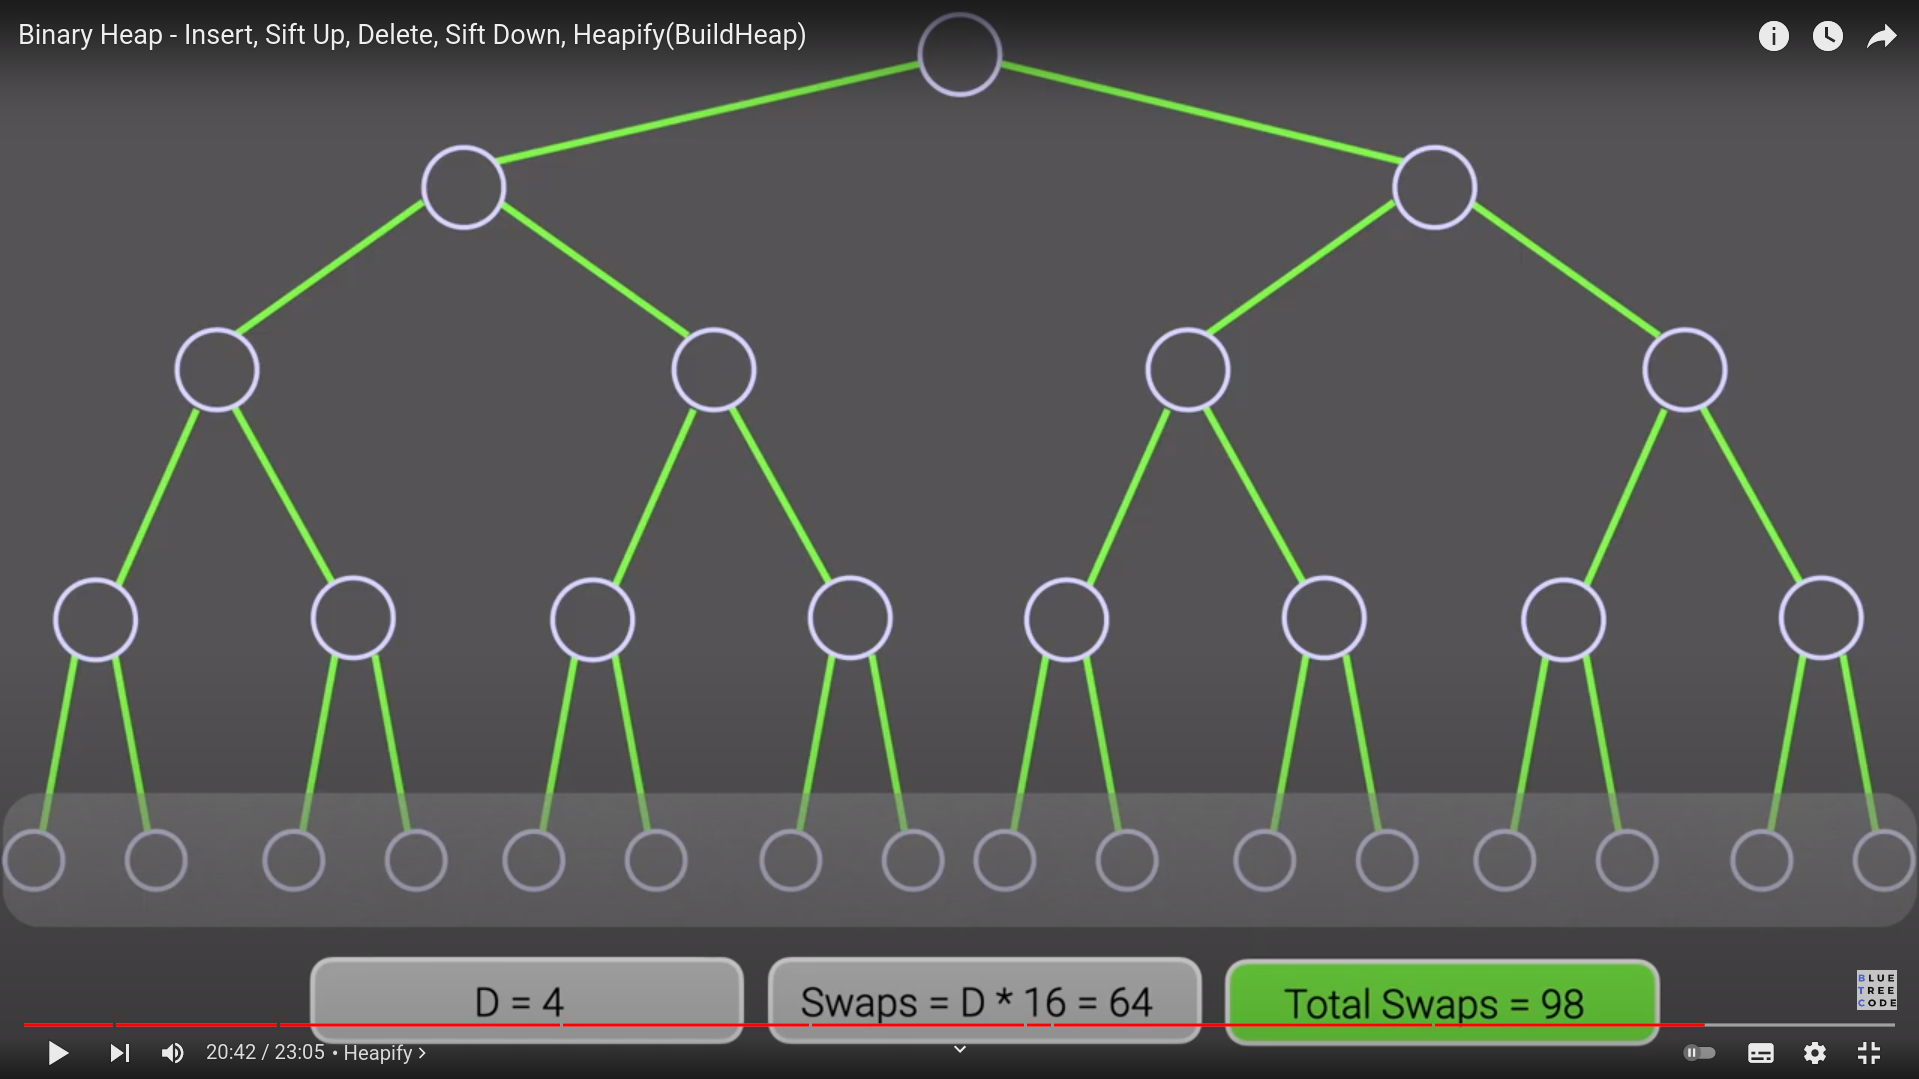 Binary Heap - Insert, Sift Up, Delete, Sift Down, Heapify(BuildHeap)
D = 4
Swaps = D * 16 = 64
Total Swaps = 98
BLUE
TREE
CODE
20:42 / 23:05 • Heapify